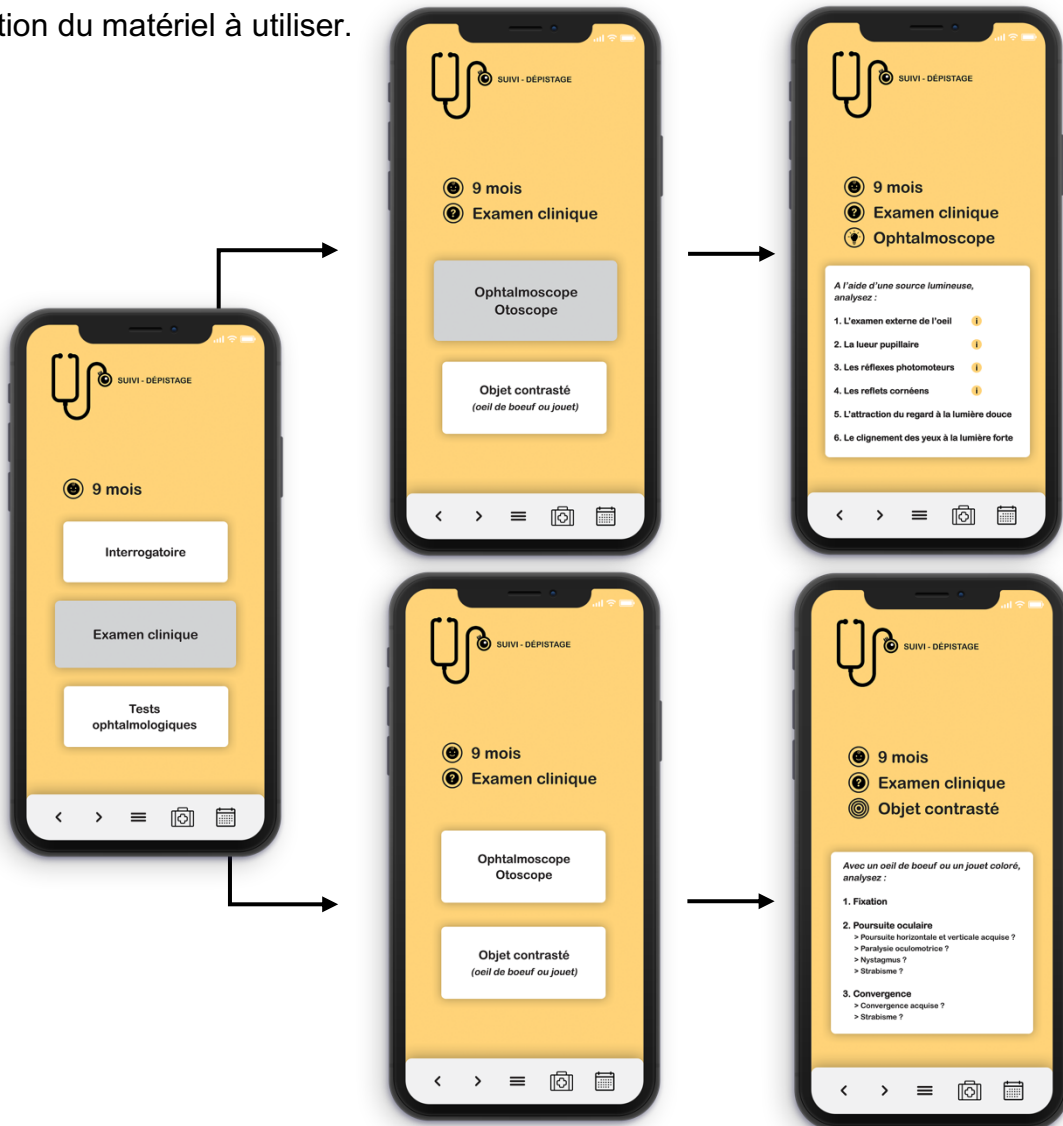 tion du matériel à utiliser.
SUIVI - DÉPISTAGE
9 mois
Interrogatoire
Examen clinique
Tests
ophtalmologiques
SUIVI - DÉPISTAGE
9 mois
Examen clinique
Ophtalmoscope
Otoscope
Objet contrasté
(oeil de boeuf ou jouet)
SUIVI - DÉPISTAGE
9 mois
Examen clinique
Ophtalmoscope
A l'aide d'une source lumineuse,
analysez :
1. L'examen externe de l'oeil i
2. La lueur pupillaire i
3. Les réflexes photomoteurs i
4. Les reflets cornéens i
5. L'attraction du regard à la lumière douce
6. Le clignement des yeux à la lumière forte
SUIVI - DÉPISTAGE
9 mois
Examen clinique
Ophtalmoscope
Otoscope
Objet contrasté
(oeil de boeuf ou jouet)
SUIVI - DÉPISTAGE
9 mois
Examen clinique
Objet contrasté
Avec un oeil de boeuf ou un jouet coloré,
analysez :
1. Fixation
2. Poursuite oculaire
> Poursuite horizontale et verticale acquise ?
> Paralysie oculomotrice ?
> Nystagmus ?
> Strabisme ?
3. Convergence
> Convergence acquise ?
> Strabisme ?